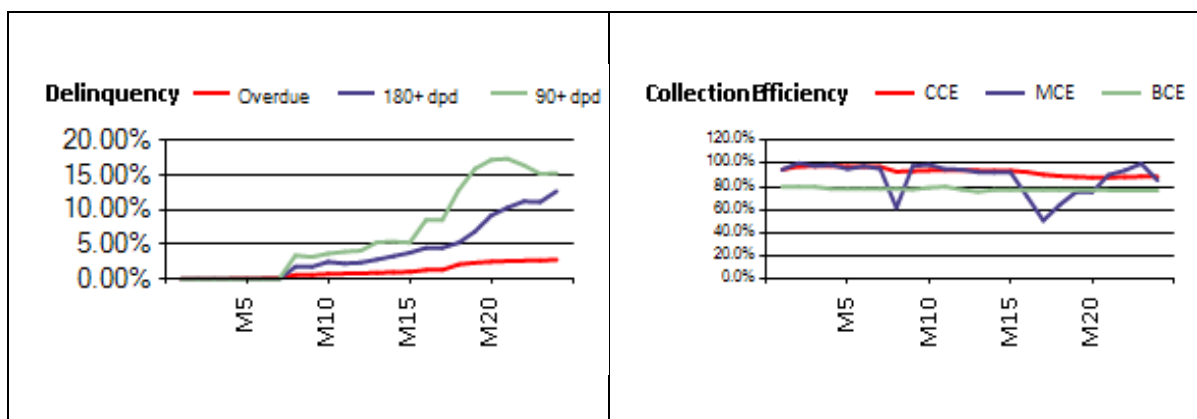 Delinquency Overdue 180+ dpd 90+ dpd
20.00%
15.00%
10.00%
5.00%
0.00%
M5
M10
M15
M20
Collection Efficiency CCE MCE BCE
120.0%
100.0%
80.0%
60.0%
40.0%
20.0%
0.0%
M5
M10
M15
M20